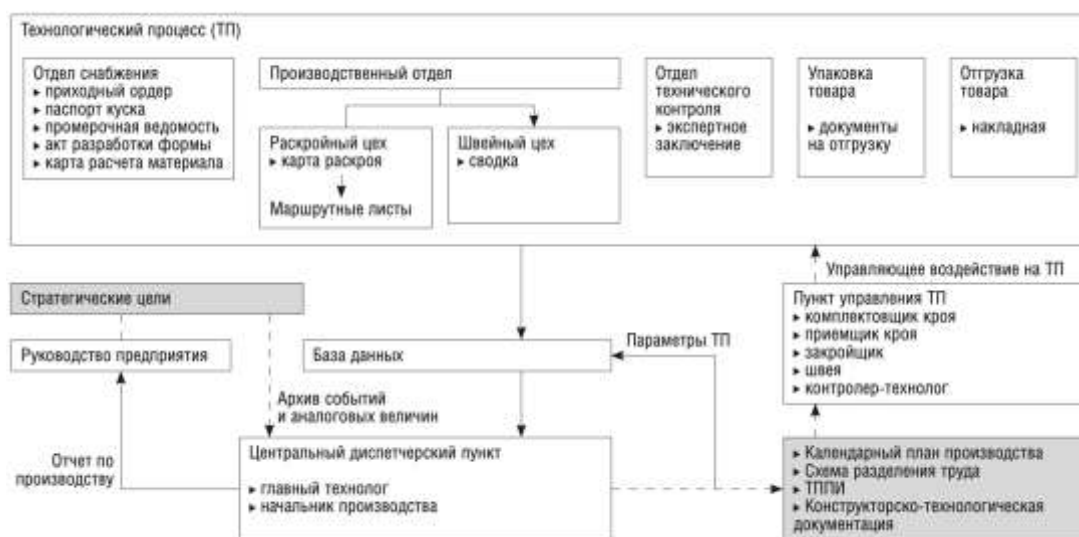 Технологический процесс (ТП)
Отдел снабжения
▸ приходный ордер
▸ паспорт куска
▸ промерочная ведомость
▸ акт разработки формы
▸ карта расчета материала
Производственный отдел
Раскройный цех
▸ карта раскроя
Маршрутные листы
Швейный цех
▸ сводка
Отдел
технического
контроля
▸ экспертное
заключение
Упаковка
товара
▸ документы
на отгрузку
Отгрузка
товара
▸ накладная
Управляющее воздействие на ТП
Стратегические цели
Руководство предприятия
База данных
Параметры ТП
Пункт управления ТП
▸ комплектовщик кроя
▸ приемщик кроя
▸ закройщик
▸ швея
▸ контролер-технолог
Архив событий
и аналоговых величин
Отчет по
производству
Центральный диспетчерский пункт
▸ главный технолог
▸ начальник производства
▸ Календарный план производства
▸ Схема разделения труда
▸ ТППИ
▸ Конструкторско-технологическая
документация